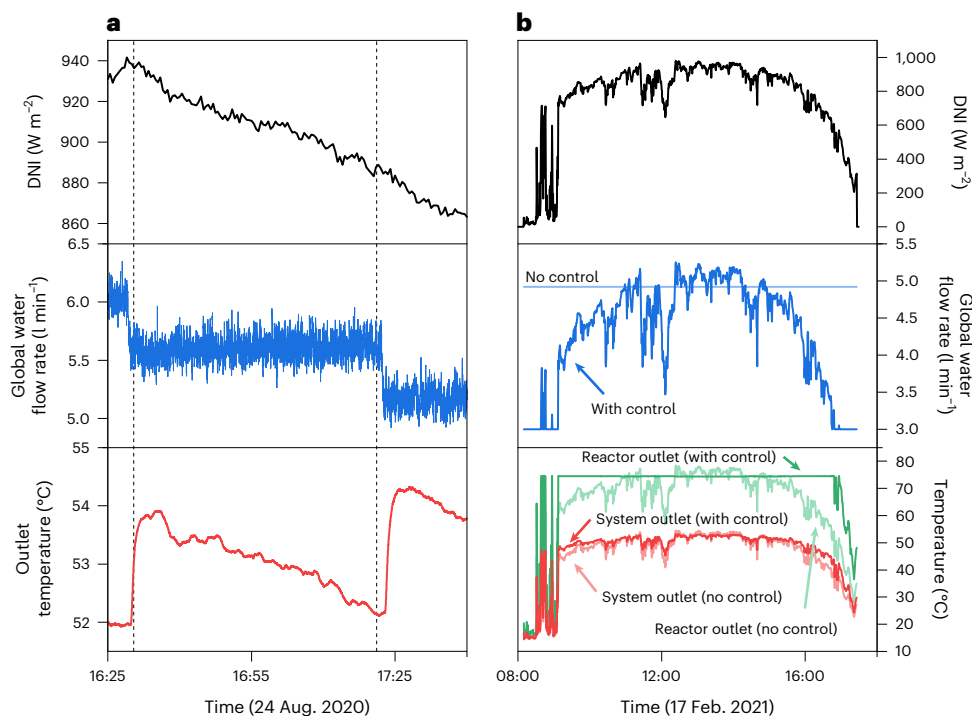 a
DNI (W m⁻²)
940
920
900
880
860
Global water
flow rate (l min⁻¹)
6.5
6.0
5.5
5.0
Outlet
temperature (°C)
55
54
53
52
16:25
16:55
17:25
Time (24 Aug. 2020)
b
1,000
800
600
400
200
0
DNI (W m⁻²)
No control
With control
5.5
5.0
4.5
4.0
3.5
3.0
Global water
flow rate (l min⁻¹)
Reactor outlet (with control)
System outlet (with control)
System outlet (no control)
Reactor outlet (no control)
80
70
60
50
40
30
20
10
Temperature (°C)
08:00
12:00
16:00
Time (17 Feb. 2021)